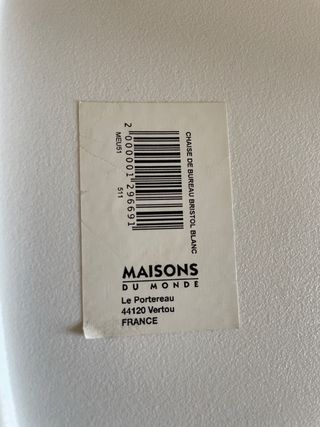 CHAISE DE BUREAU BRISTOL BLANC
2 000001 296691
MEU51
511
MAISONS
DU MONDE
Le Portereau
44120 Vertou
FRANCE